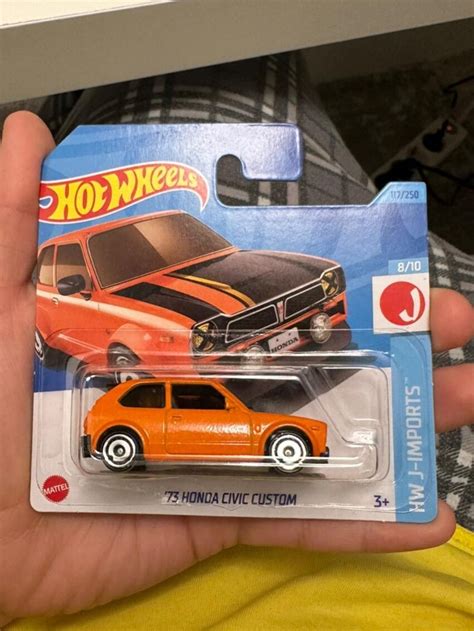 Hot Wheels
117/250
8/10
J
HONDA
HW J-IMPORTS
MATTEL
'73 HONDA CIVIC CUSTOM
3+